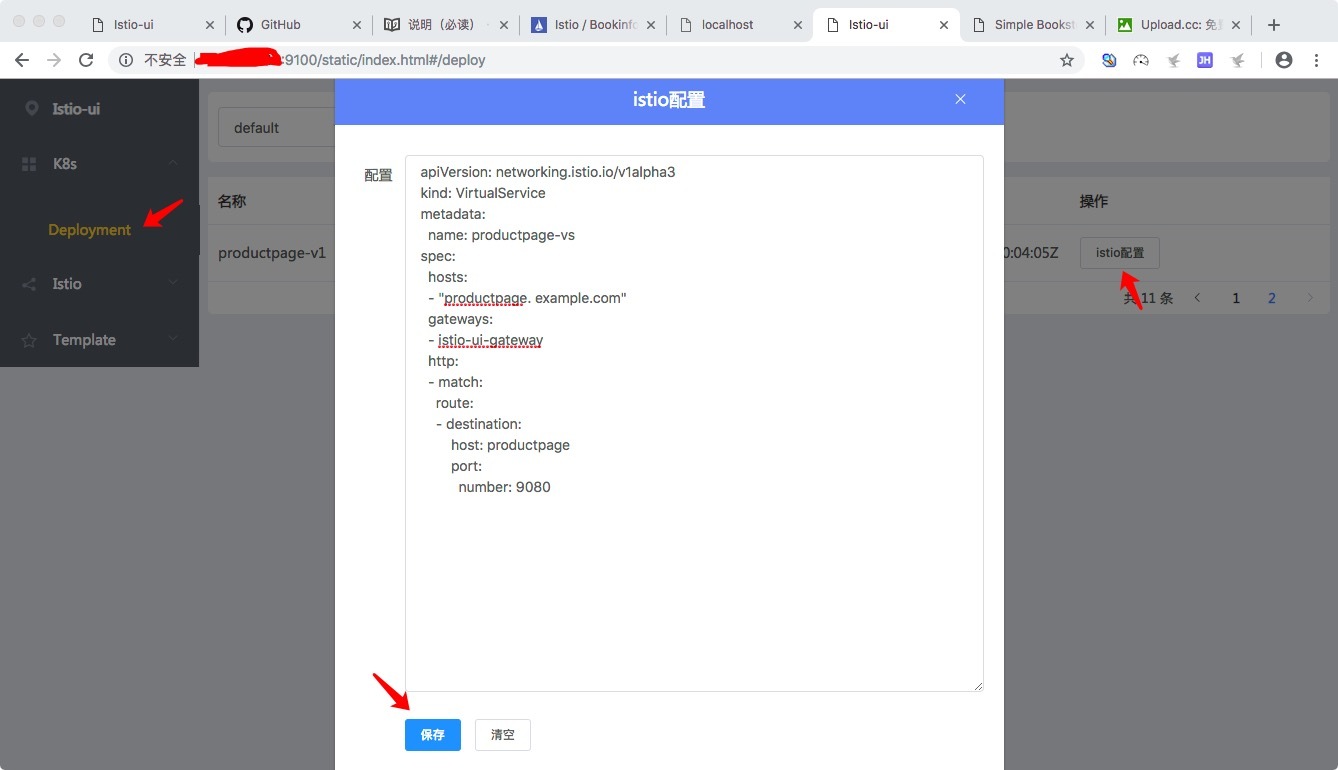 Istio-ui
GitHub
说明（必读）
Istio / Bookinfo
localhost
Istio-ui
Simple Bookst
Upload.cc: 免
不安全
:9100/static/index.html#/deploy
JH
Istio-ui
K8s
Deployment
Istio
Template
default
名称
操作
productpage-v1
0:04:05Z
istio配置
共 11 条
1
2
istio配置
配置
apiVersion: networking.istio.io/v1alpha3
kind: VirtualService
metadata:
  name: productpage-vs
spec:
  hosts:
  - "productpage. example.com"
  gateways:
  - istio-ui-gateway
  http:
  - match:
    route:
    - destination:
        host: productpage
        port:
          number: 9080
保存
清空